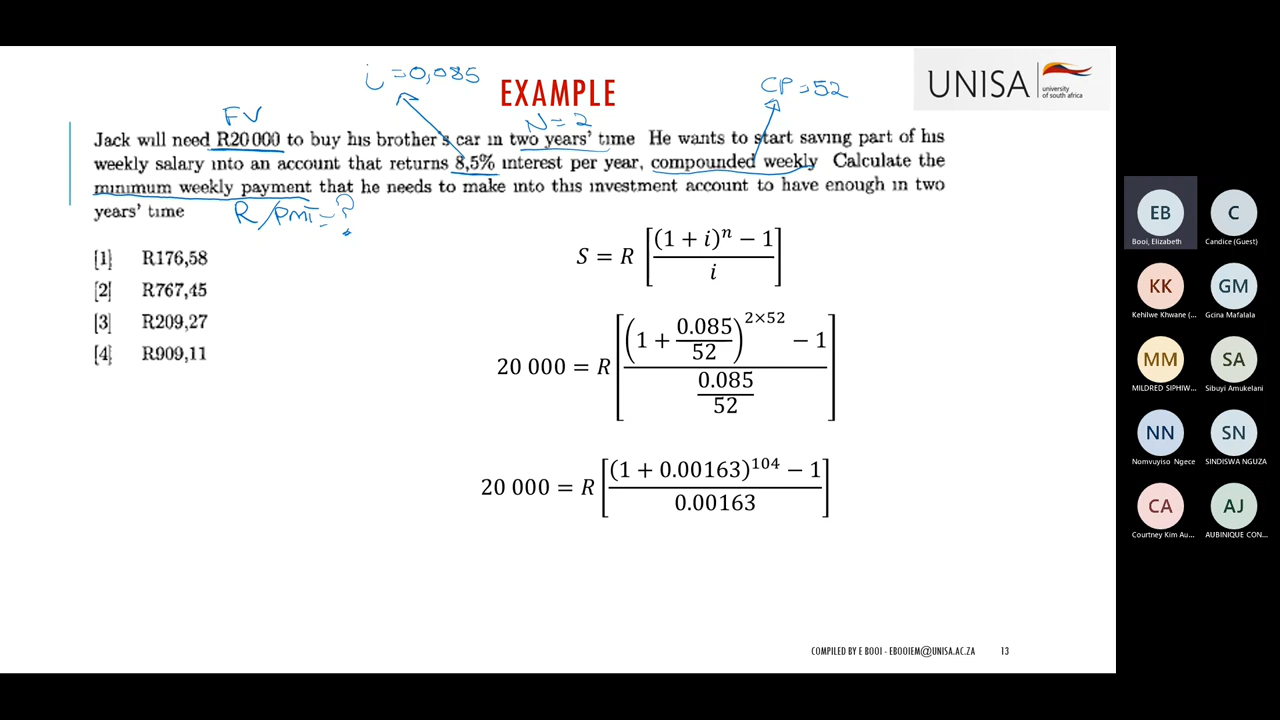 i = 0,085
EXAMPLE
CP = 52
UNISA
university
of south africa
FV
N = 2
Jack will need R20 000 to buy his brother's car in two years' time He wants to start saving part of his
weekly salary into an account that returns 8,5% interest per year, compounded weekly Calculate the
minimum weekly payment that he needs to make into this investment account to have enough in two
years' time
R/pmt = ?
[1] R176,58
[2] R767,45
[3] R209,27
[4] R909,11
S = R [((1 + i)^n − 1)/i]
20 000 = R [((1 + 0.085/52)^(2×52) − 1)/(0.085/52)]
20 000 = R [((1 + 0.00163)^104 − 1)/0.00163]
COMPILED BY E BOOI - EBOOIEM@UNISA.AC.ZA 13
EB C
Booi, Elizabeth Candice (Guest)
KK GM
Kehilwe Khwane (... Gcina Mafalala
MM SA
MILDRED SIPHIW... Sibuyi Amukelani
NN SN
Nomvuyiso Ngece SINDISWA NGUZA
CA AJ
Courtney Kim Au... AUBINIQUE CON...